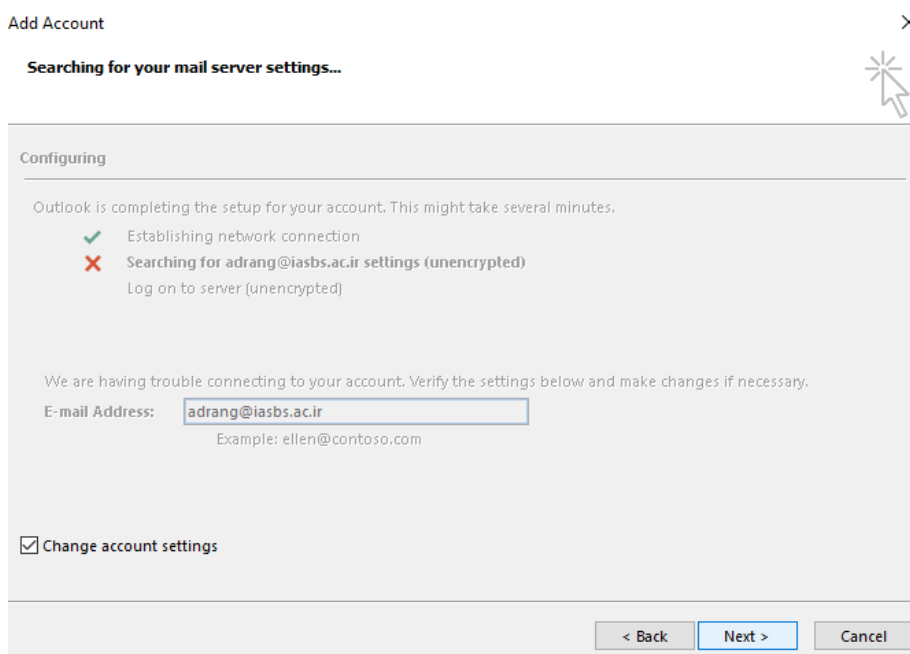 Add Account
Searching for your mail server settings...
Configuring
Outlook is completing the setup for your account. This might take several minutes.
Establishing network connection
Searching for adrang@iasbs.ac.ir settings (unencrypted)
Log on to server (unencrypted)
We are having trouble connecting to your account. Verify the settings below and make changes if necessary.
E-mail Address: adrang@iasbs.ac.ir
Example: ellen@contoso.com
Change account settings
< Back Next > Cancel